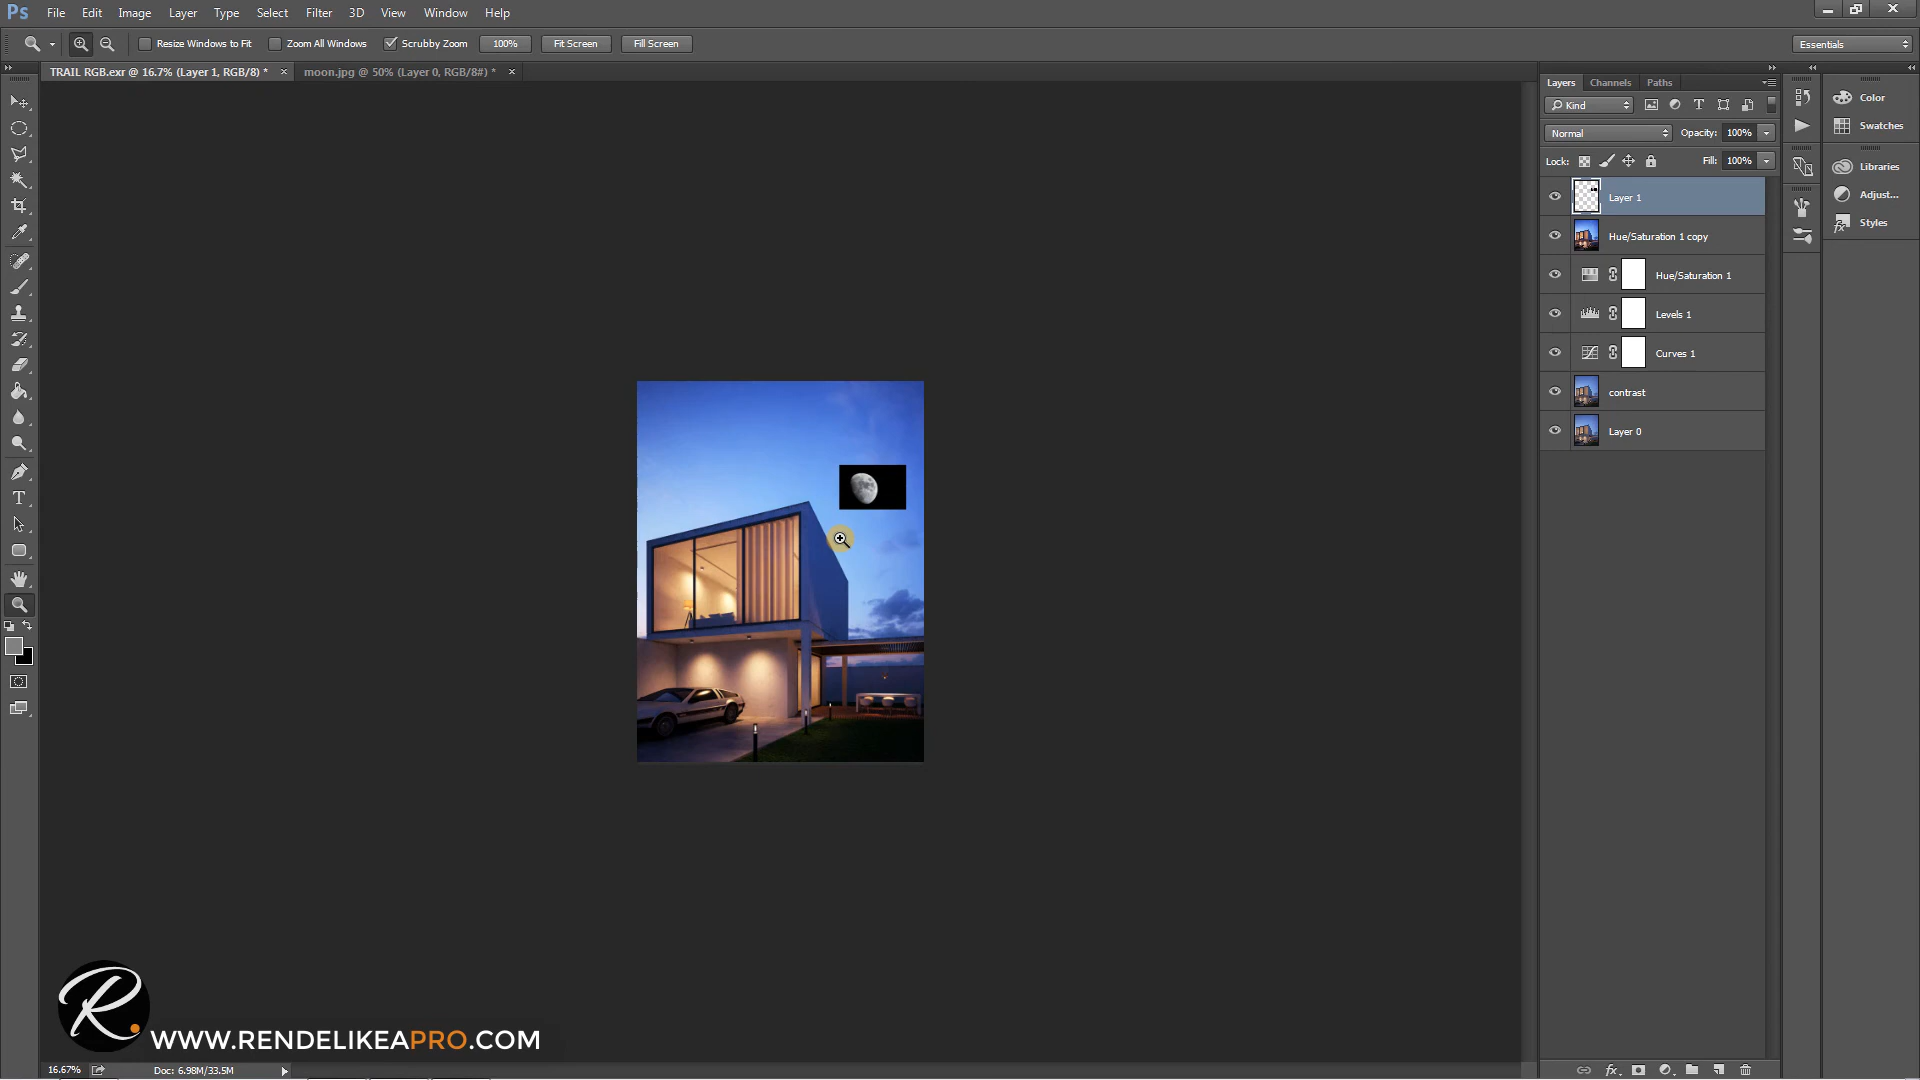 Ps File Edit Image Layer Type Select Filter 3D View Window Help
Resize Windows to Fit Zoom All Windows Scrubby Zoom 100% Fit Screen Fill Screen Essentials
TRAIL RGB.exr @ 16.7% (Layer 1, RGB/8) * × moon.jpg @ 50% (Layer 0, RGB/8#) * ×
Layers Channels Paths
Kind
Normal Opacity: 100%
Lock: Fill: 100%
Layer 1
Hue/Saturation 1 copy
Hue/Saturation 1
Levels 1
Curves 1
contrast
Layer 0
Color
Swatches
Libraries
Adjust...
Styles
R.
WWW.RENDELIKEAPRO.COM
16.67% Doc: 6.98M/33.5M